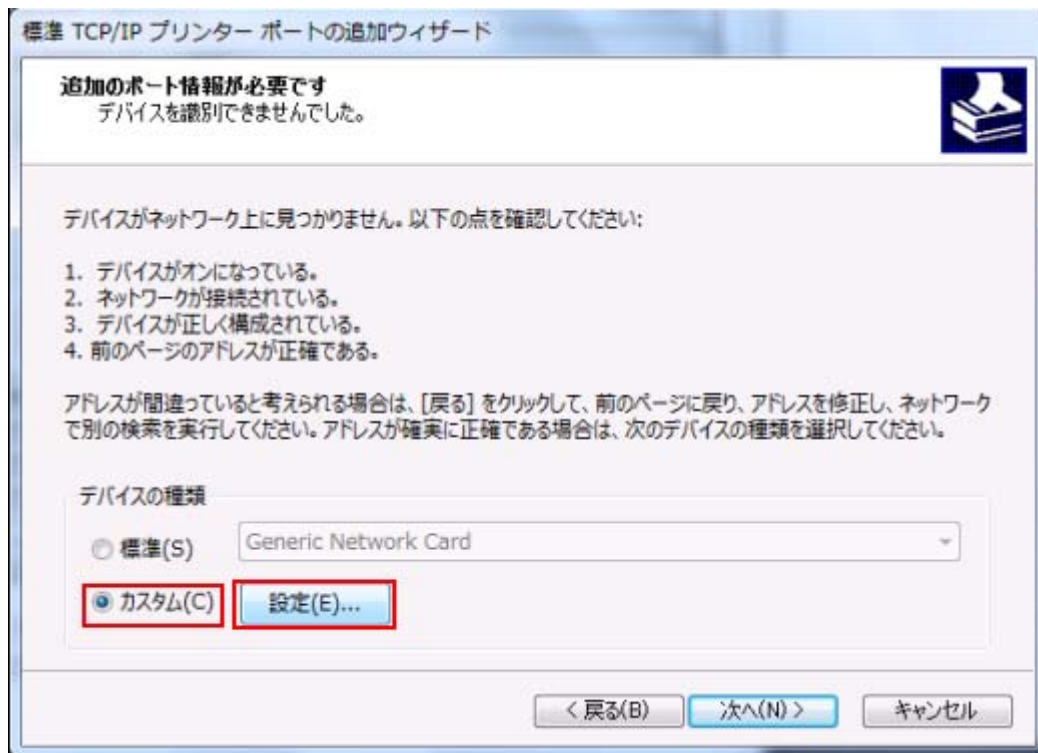 標準 TCP/IP プリンター ポートの追加ウィザード
追加のポート情報が必要です
デバイスを識別できませんでした。
デバイスがネットワーク上に見つかりません。以下の点を確認してください:
1. デバイスがオンになっている。
2. ネットワークが接続されている。
3. デバイスが正しく構成されている。
4. 前のページのアドレスが正確である。
アドレスが間違っていると考えられる場合は、[戻る] をクリックして、前のページに戻り、アドレスを修正し、ネットワーク
で別の検索を実行してください。アドレスが確実に正確である場合は、次のデバイスの種類を選択してください。
デバイスの種類
標準(S) Generic Network Card
カスタム(C) 設定(E)...
< 戻る(B) 次へ(N) > キャンセル